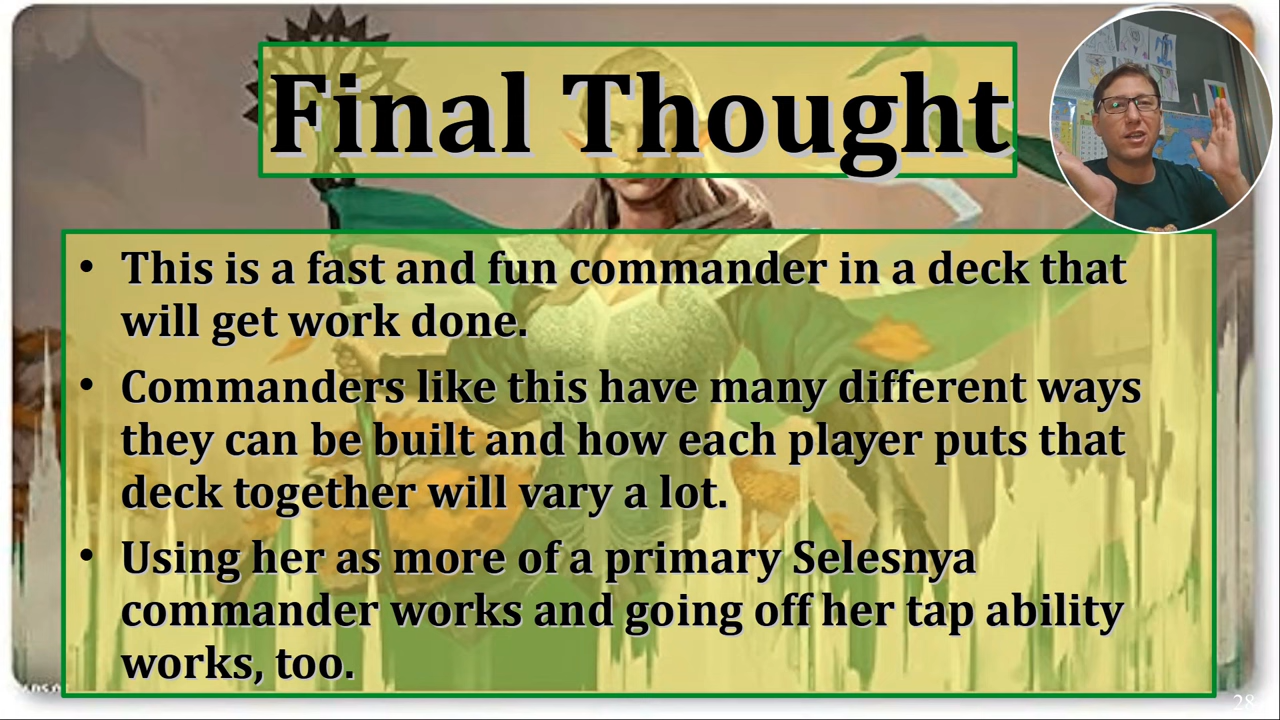 Final Thought
• This is a fast and fun commander in a deck that
will get work done.
• Commanders like this have many different ways
they can be built and how each player puts that
deck together will vary a lot.
• Using her as more of a primary Selesnya
commander works and going off her tap ability
works, too.
28